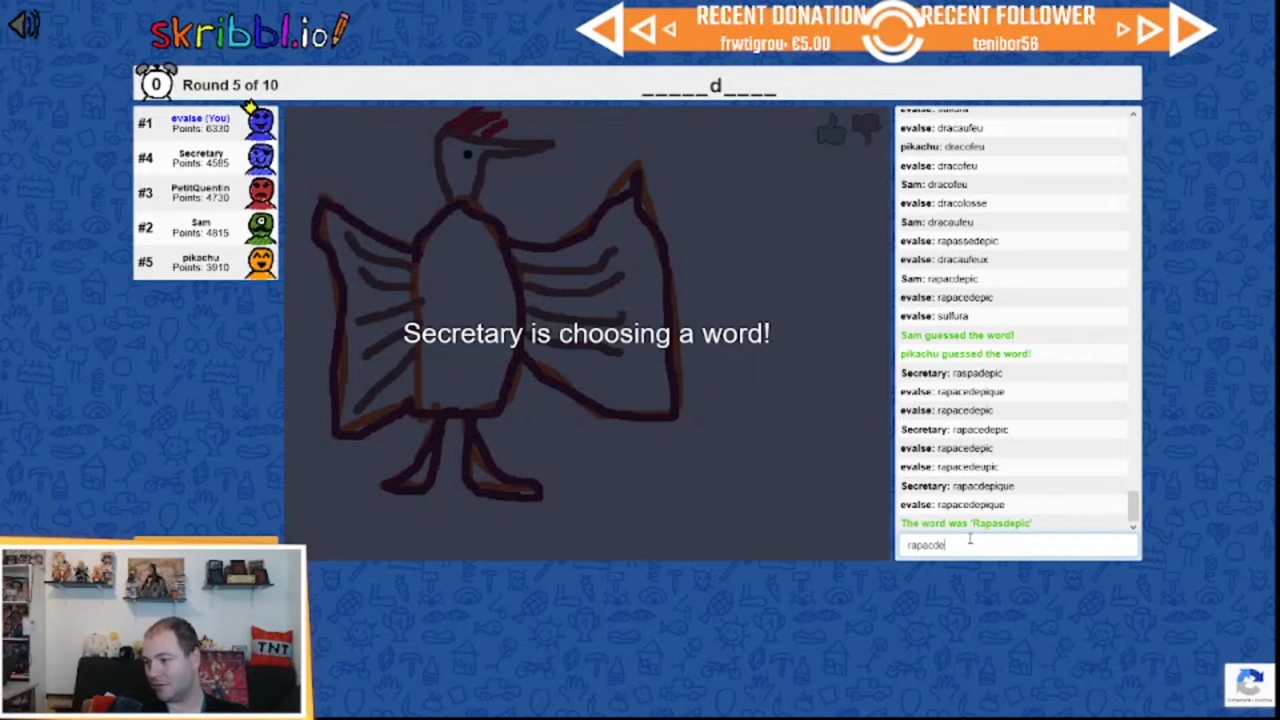 skribbl.io
RECENT DONATION
frwtigrou- €5.00
RECENT FOLLOWER
tenibor56
0
Round 5 of 10
_____d____
#1
evalse (You)
Points: 6330
#4
Secretary
Points: 4585
#3
PetitQuentin
Points: 4730
#2
Sam
Points: 4815
#5
pikachu
Points: 3910
Secretary is choosing a word!
evalse: sulfura
evalse: dracaufeu
pikachu: dracofeu
evalse: dracofeu
Sam: dracofeu
evalse: dracolosse
Sam: dracaufeu
evalse: rapassedepic
evalse: dracaufeux
Sam: rapacdepic
evalse: rapacedepic
evalse: sulfura
Sam guessed the word!
pikachu guessed the word!
Secretary: raspadepic
evalse: rapacedepique
evalse: rapacedepic
Secretary: rapacedepic
evalse: rapacedepic
evalse: rapacedeupic
Secretary: rapacdepique
evalse: rapacedepique
The word was 'Rapasdepic'
rapacde
TNT